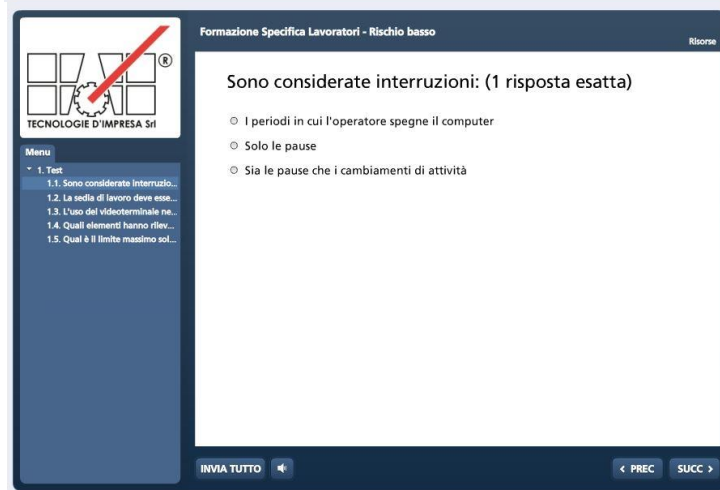 Formazione Specifica Lavoratori - Rischio basso
Risorse
®
TECNOLOGIE D'IMPRESA Srl
Menu
1. Test
1.1. Sono considerate interruzio...
1.2. La sedia di lavoro deve esse...
1.3. L'uso del videoterminale ne...
1.4. Quali elementi hanno rilev...
1.5. Qual è il limite massimo sol...
Sono considerate interruzioni: (1 risposta esatta)
I periodi in cui l'operatore spegne il computer
Solo le pause
Sia le pause che i cambiamenti di attività
INVIA TUTTO
< PREC
SUCC >